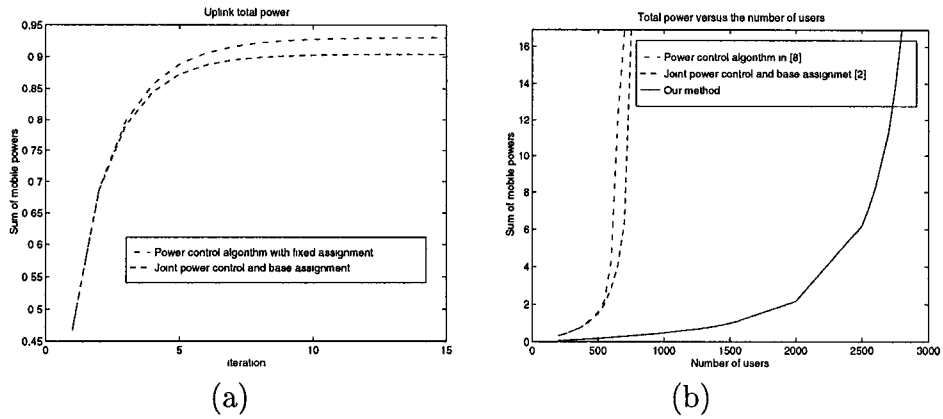 Uplink total power
Sum of mobile powers
0.95
0.9
0.85
0.8
0.75
0.7
0.65
0.6
0.55
0.5
0.45
0
5
10
15
iteration
Power control algorithm with fixed assignment
Joint power control and base assignment
(a)
Total power versus the number of users
Sum of mobile powers
16
14
12
10
8
6
4
2
0
0
500
1000
1500
2000
2500
3000
Number of users
Power control algorithm in [8]
Joint power control and base assignmet [2]
Our method
(b)